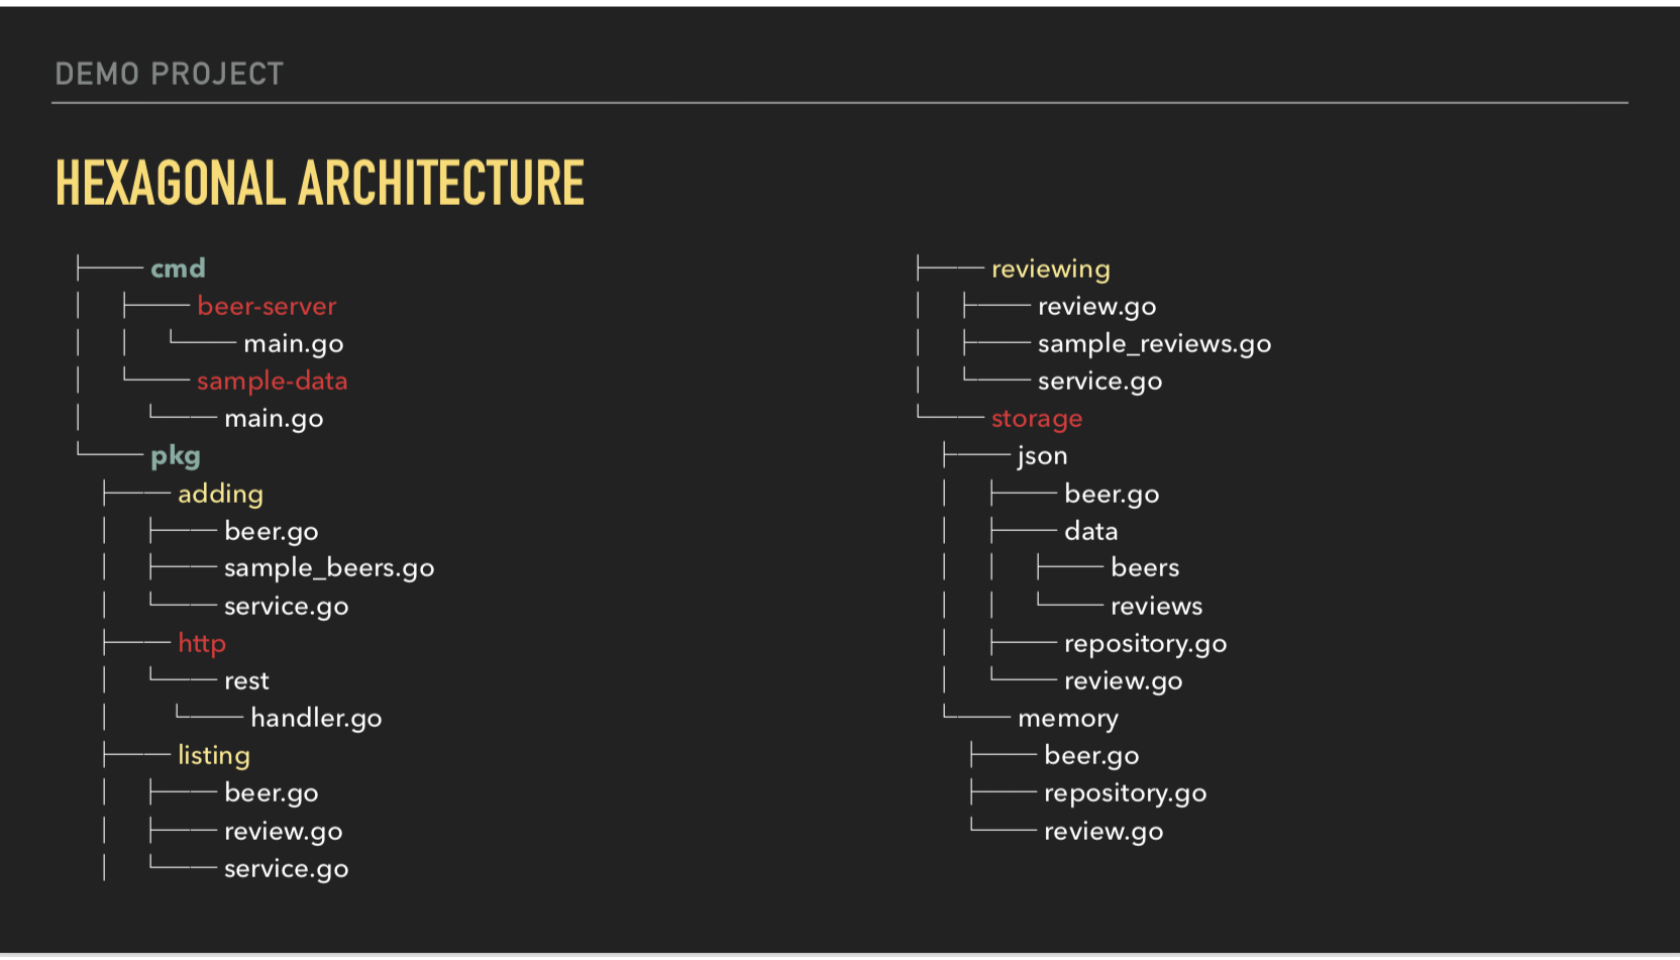 DEMO PROJECT
HEXAGONAL ARCHITECTURE
├── cmd
│   ├── beer-server
│   │   └── main.go
│   └── sample-data
│       └── main.go
└── pkg
    ├── adding
    │   ├── beer.go
    │   ├── sample_beers.go
    │   └── service.go
    ├── http
    │   └── rest
    │       └── handler.go
    ├── listing
    │   ├── beer.go
    │   ├── review.go
    │   └── service.go
├── reviewing
│   ├── review.go
│   ├── sample_reviews.go
│   └── service.go
└── storage
    ├── json
    │   ├── beer.go
    │   ├── data
    │   │   ├── beers
    │   │   └── reviews
    │   ├── repository.go
    │   └── review.go
    └── memory
        ├── beer.go
        ├── repository.go
        └── review.go